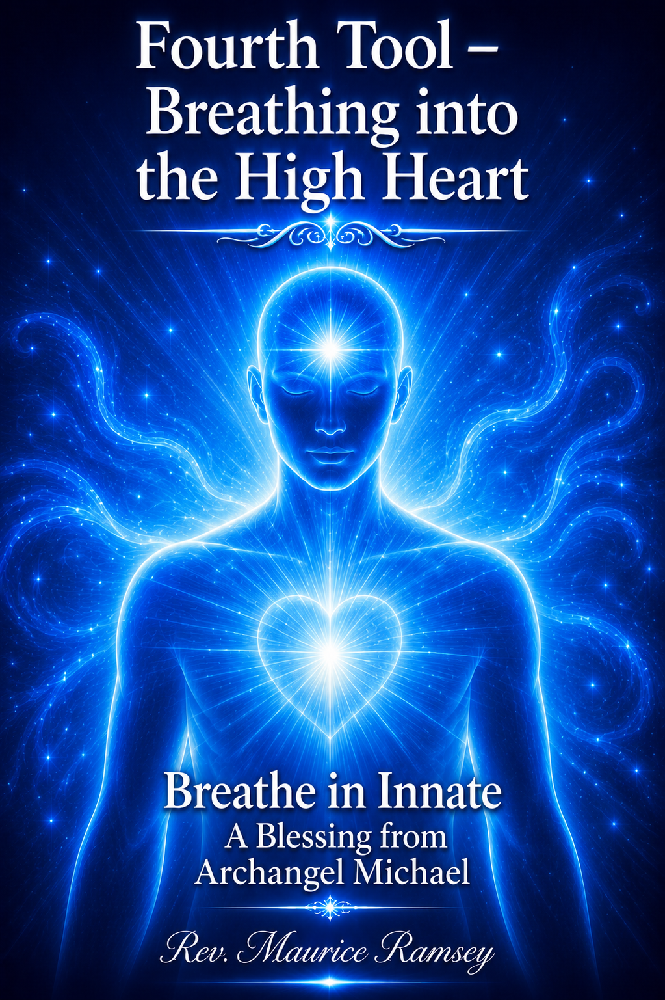 Fourth Tool –
Breathing into
the High Heart
Breathe in Innate
A Blessing from
Archangel Michael
Rev. Maurice Ramsey